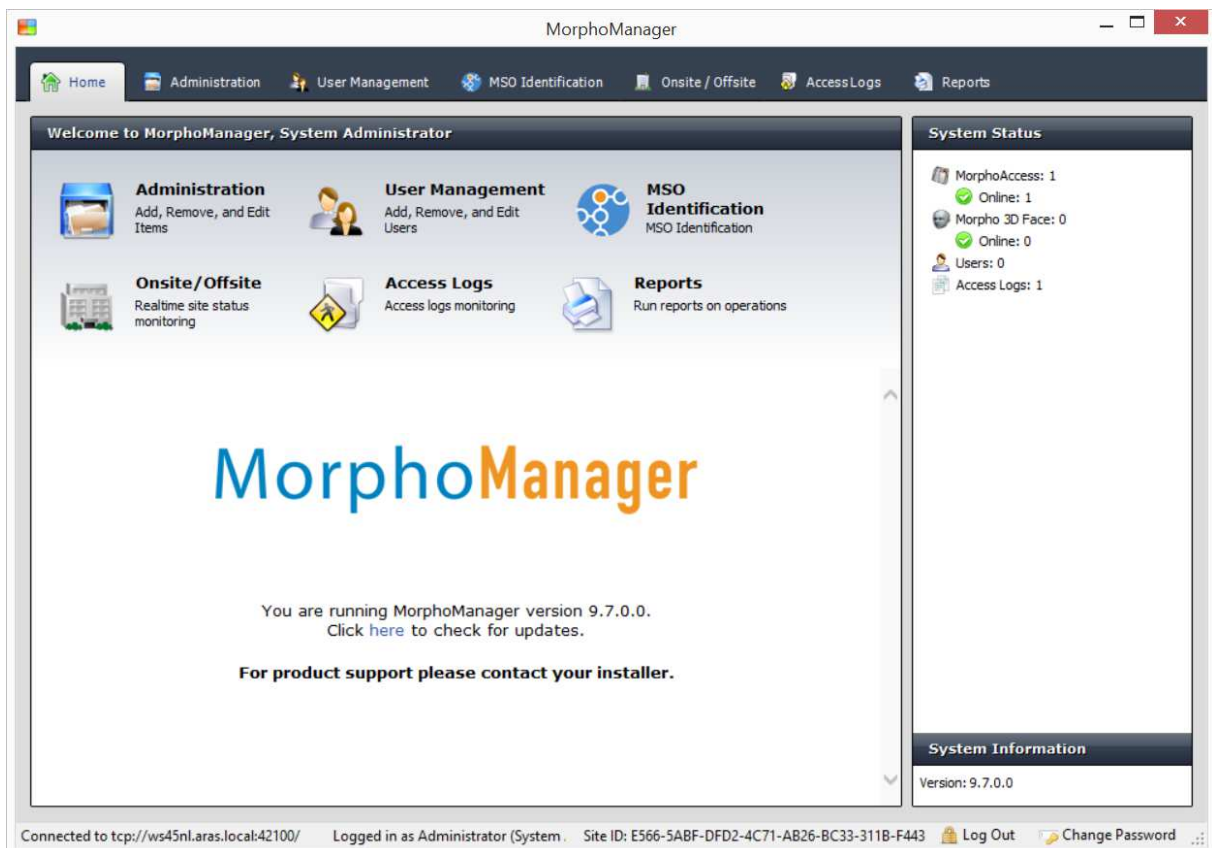 MorphoManager
Home Administration User Management MSO Identification Onsite / Offsite Access Logs Reports
Welcome to MorphoManager, System Administrator
Administration
Add, Remove, and Edit
Items
User Management
Add, Remove, and Edit
Users
MSO
Identification
MSO Identification
Onsite/Offsite
Realtime site status
monitoring
Access Logs
Access logs monitoring
Reports
Run reports on operations
MorphoManager
You are running MorphoManager version 9.7.0.0.
Click here to check for updates.
For product support please contact your installer.
System Status
MorphoAccess: 1
Online: 1
Morpho 3D Face: 0
Online: 0
Users: 0
Access Logs: 1
System Information
Version: 9.7.0.0
Connected to tcp://ws45nl.aras.local:42100/ Logged in as Administrator (System . Site ID: E566-5ABF-DFD2-4C71-AB26-BC33-311B-F443 Log Out Change Password